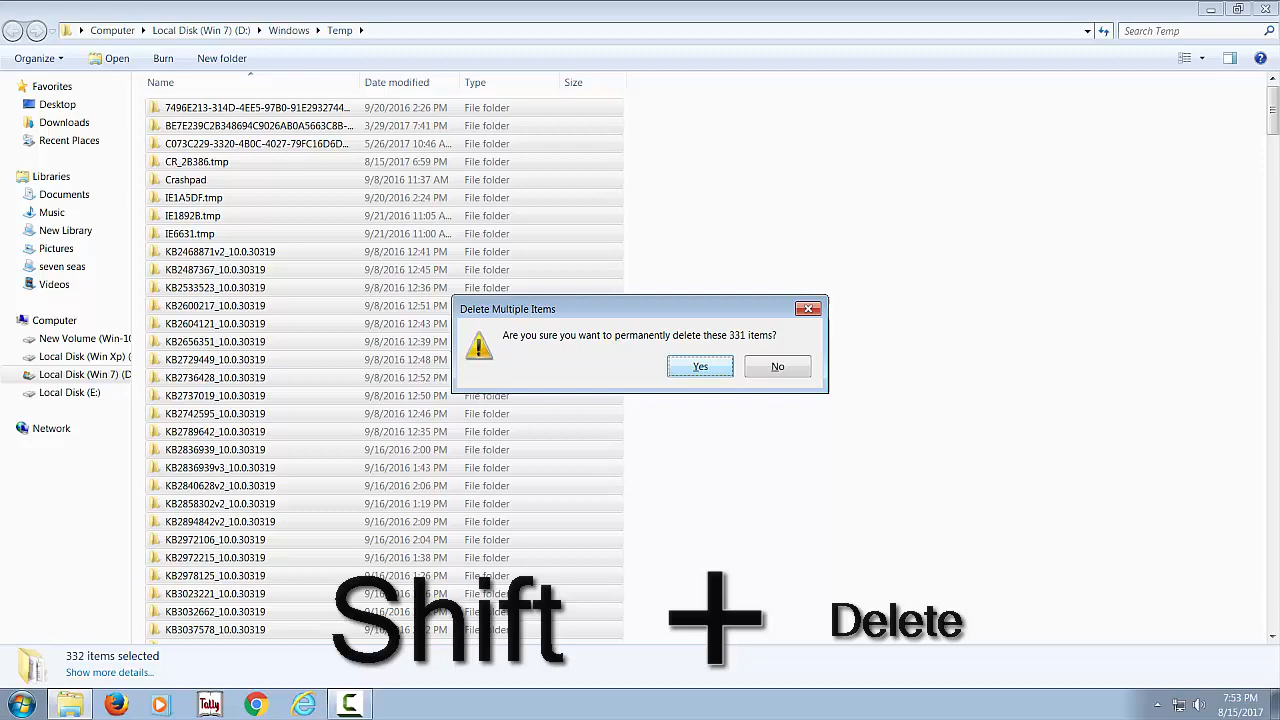 Computer Local Disk (Win 7) (D:) Windows Temp
Search Temp
Organize Open Burn New folder
Name Date modified Type Size
Favorites
Desktop
Downloads
Recent Places
Libraries
Documents
Music
New Library
Pictures
seven seas
Videos
Computer
New Volume (Win-10
Local Disk (Win Xp) (
Local Disk (Win 7) (D
Local Disk (E:)
Network
7496E213-314D-4EE5-97B0-91E2932744... 9/20/2016 2:26 PM File folder
BE7E239C2B348694C9026AB0A5663C8B-... 3/29/2017 7:41 PM File folder
C073C229-3320-4B0C-4027-79FC16D6D... 5/26/2017 10:46 A... File folder
CR_2B386.tmp 8/15/2017 6:59 PM File folder
Crashpad 9/8/2016 11:37 AM File folder
IE1A5DF.tmp 9/20/2016 2:24 PM File folder
IE1892B.tmp 9/21/2016 11:05 A... File folder
IE6631.tmp 9/21/2016 11:00 A... File folder
KB2468871v2_10.0.30319 9/8/2016 12:41 PM File folder
KB2487367_10.0.30319 9/8/2016 12:45 PM File folder
KB2533523_10.0.30319 9/8/2016 12:36 PM File folder
KB2600217_10.0.30319 9/8/2016 12:51 PM
KB2604121_10.0.30319 9/8/2016 12:43 PM
KB2656351_10.0.30319 9/8/2016 12:39 PM
KB2729449_10.0.30319 9/8/2016 12:48 PM
KB2736428_10.0.30319 9/8/2016 12:52 PM
KB2737019_10.0.30319 9/8/2016 12:50 PM File folder
KB2742595_10.0.30319 9/8/2016 12:46 PM File folder
KB2789642_10.0.30319 9/8/2016 12:35 PM File folder
KB2836939_10.0.30319 9/16/2016 2:00 PM File folder
KB2836939v3_10.0.30319 9/16/2016 1:43 PM File folder
KB2840628v2_10.0.30319 9/16/2016 2:06 PM File folder
KB2858302v2_10.0.30319 9/16/2016 1:19 PM File folder
KB2894842v2_10.0.30319 9/16/2016 2:09 PM File folder
KB2972106_10.0.30319 9/16/2016 2:04 PM File folder
KB2972215_10.0.30319 9/16/2016 1:38 PM File folder
KB2978125_10.0.30319 File folder
KB3023221_10.0.30319 File folder
KB3032662_10.0.30319 File folder
KB3037578_10.0.30319 File folder
Delete Multiple Items
Are you sure you want to permanently delete these 331 items?
Yes No
Shift + Delete
332 items selected
Show more details...
Tally
7:53 PM
8/15/2017